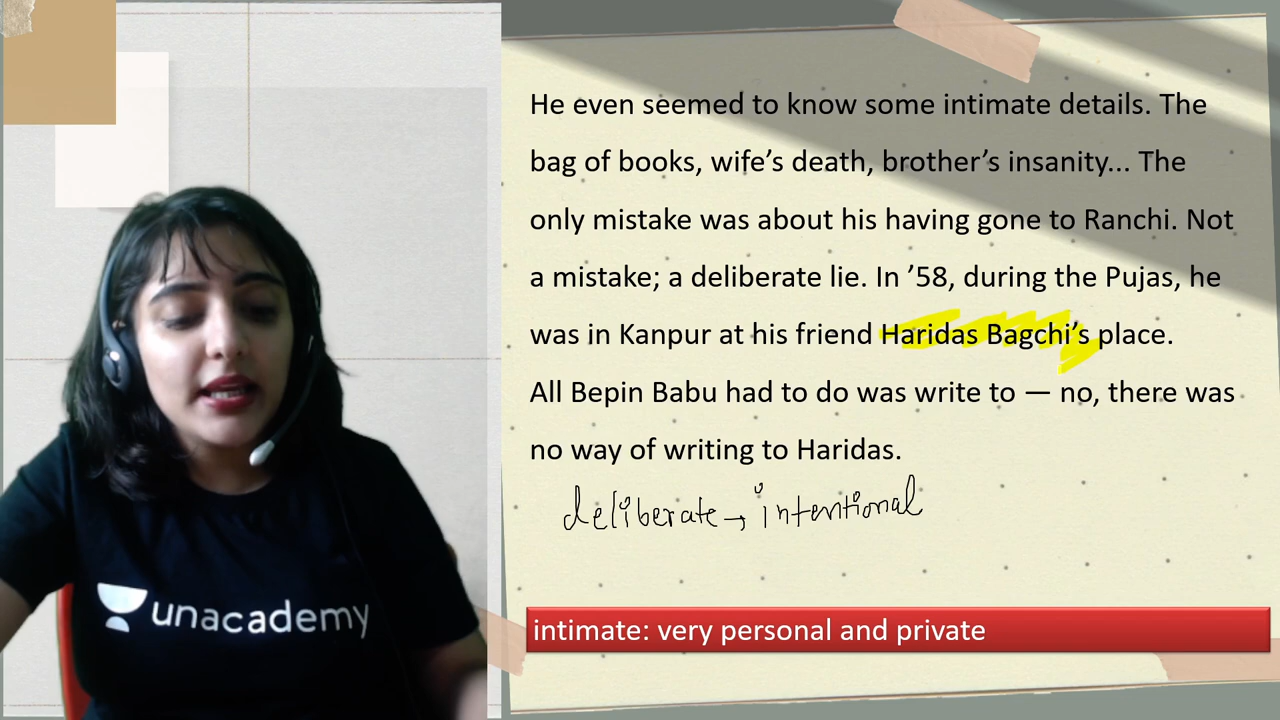 He even seemed to know some intimate details. The
bag of books, wife’s death, brother’s insanity... The
only mistake was about his having gone to Ranchi. Not
a mistake; a deliberate lie. In ’58, during the Pujas, he
was in Kanpur at his friend Haridas Bagchi’s place.
All Bepin Babu had to do was write to — no, there was
no way of writing to Haridas.
deliberate → intentional
intimate: very personal and private
unacademy